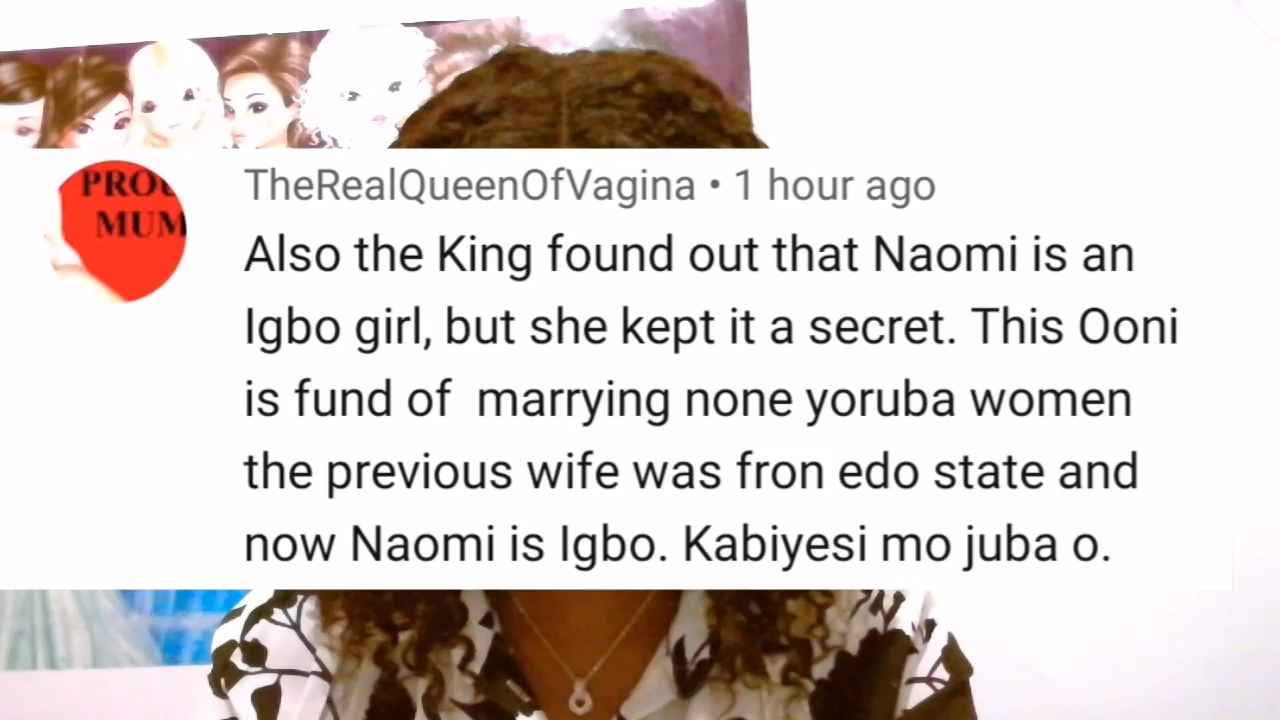 PROU
MUM
TheRealQueenOfVagina • 1 hour ago
Also the King found out that Naomi is an
Igbo girl, but she kept it a secret. This Ooni
is fund of  marrying none yoruba women
the previous wife was fron edo state and
now Naomi is Igbo. Kabiyesi mo juba o.